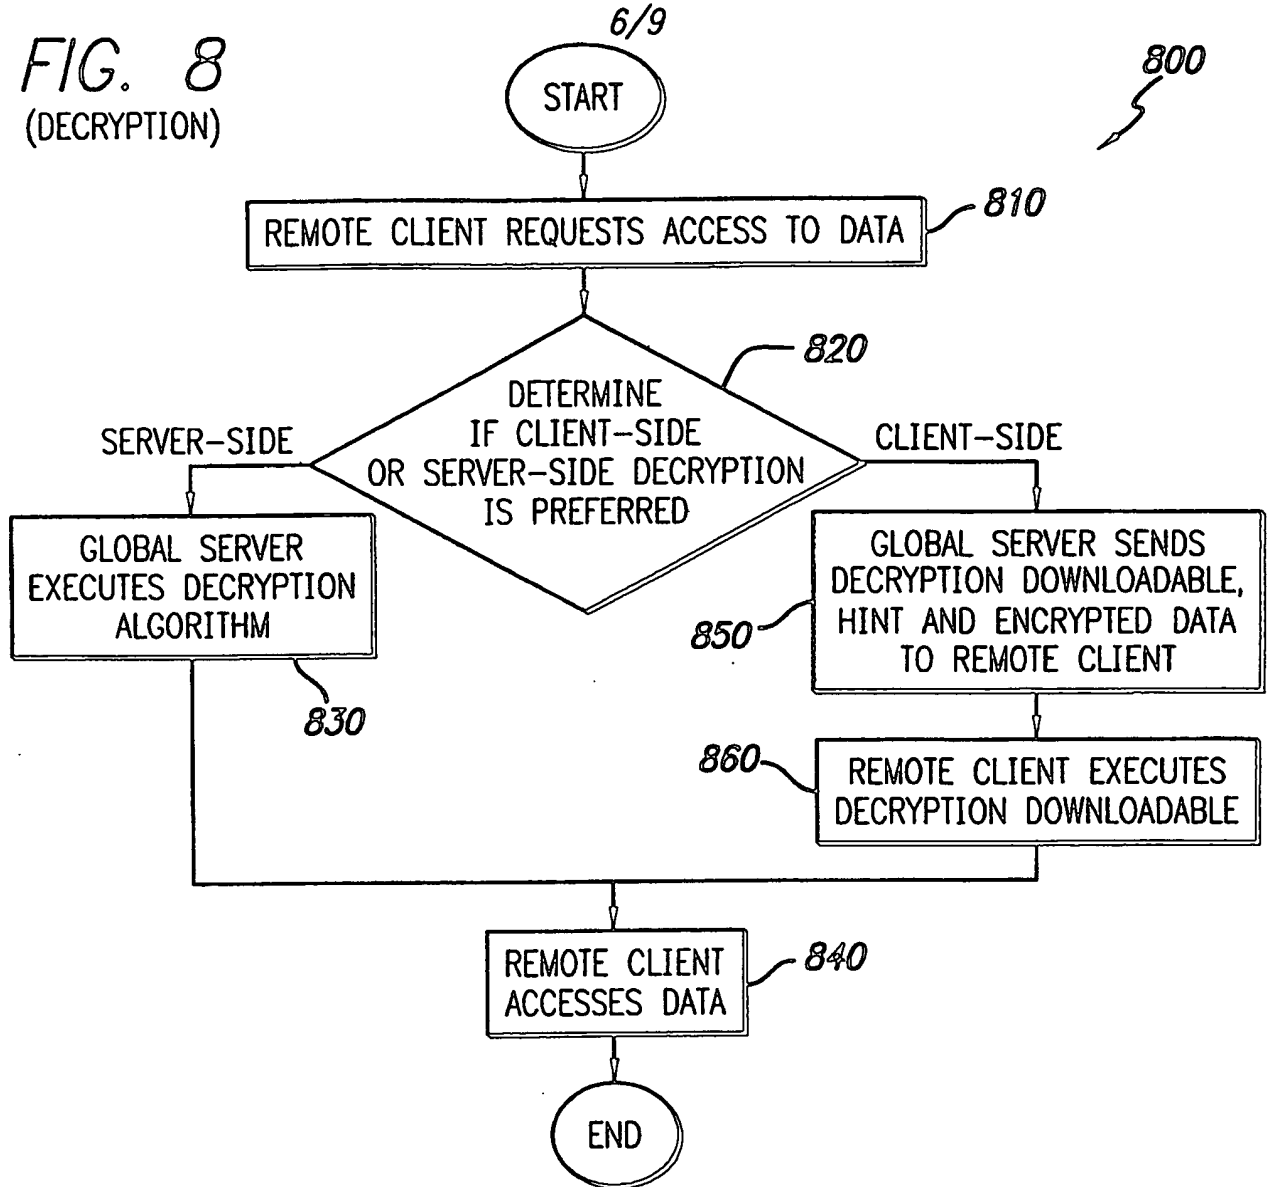 6/9
FIG. 8
(DECRYPTION)
800
START
REMOTE CLIENT REQUESTS ACCESS TO DATA
810
820
DETERMINE
IF CLIENT-SIDE
OR SERVER-SIDE DECRYPTION
IS PREFERRED
SERVER-SIDE
CLIENT-SIDE
GLOBAL SERVER
EXECUTES DECRYPTION
ALGORITHM
830
GLOBAL SERVER SENDS
DECRYPTION DOWNLOADABLE,
HINT AND ENCRYPTED DATA
TO REMOTE CLIENT
850
860
REMOTE CLIENT EXECUTES
DECRYPTION DOWNLOADABLE
REMOTE CLIENT
ACCESSES DATA
840
END